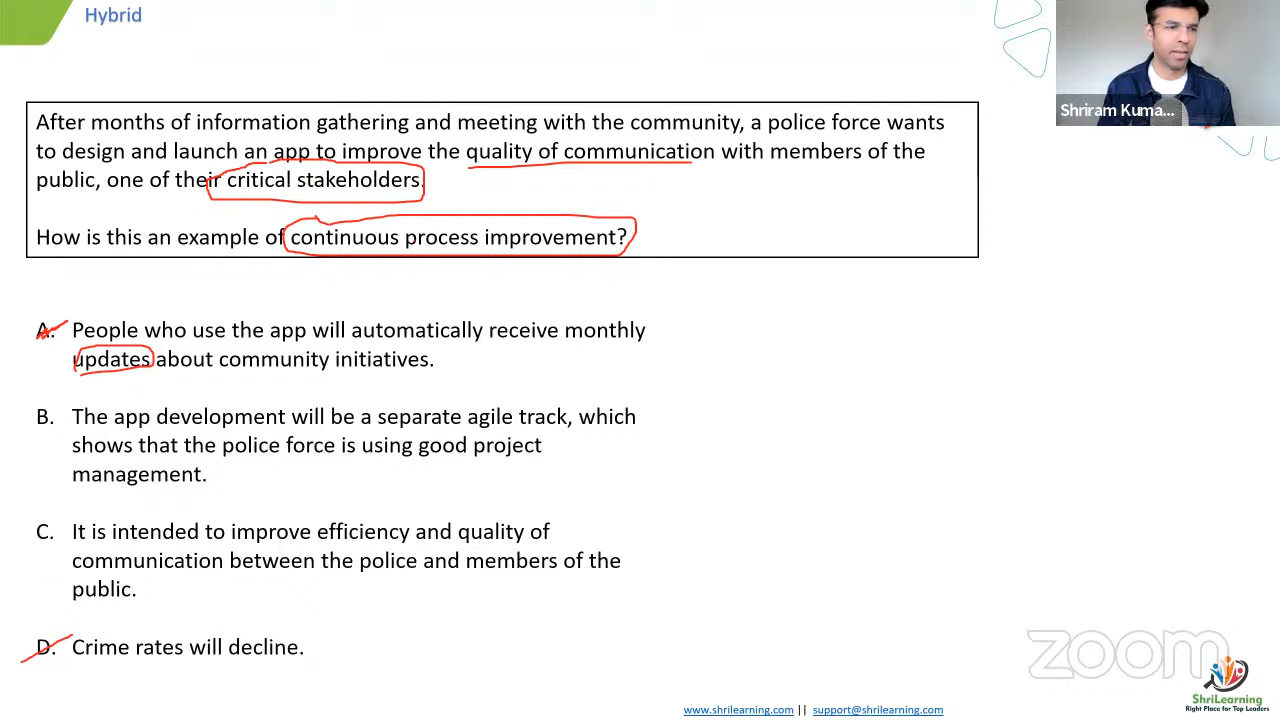 Hybrid
Shriram Kuma...
After months of information gathering and meeting with the community, a police force wants
to design and launch an app to improve the quality of communication with members of the
public, one of their critical stakeholders.
How is this an example of continuous process improvement?
A. People who use the app will automatically receive monthly
updates about community initiatives.
B. The app development will be a separate agile track, which
shows that the police force is using good project
management.
C. It is intended to improve efficiency and quality of
communication between the police and members of the
public.
D. Crime rates will decline.
zoom
ShriLearning
Right Place for Top Leaders
www.shrilearning.com || support@shrilearning.com